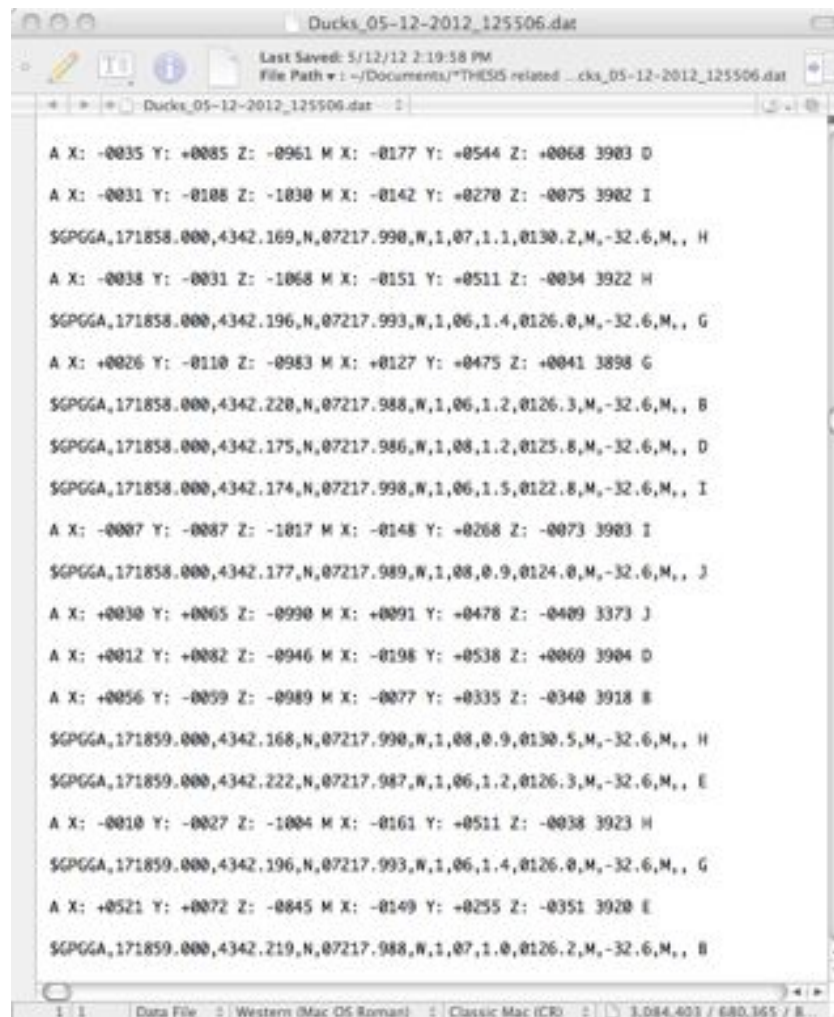 Ducks_05-12-2012_125506.dat
Last Saved: 5/12/12 2:19:58 PM
File Path ▾ : ~/Documents/*THESIS related ...cks_05-12-2012_125506.dat
Ducks_05-12-2012_125506.dat
A X: -0035 Y: +0085 Z: -0961 M X: -0177 Y: +0544 Z: +0068 3903 D
A X: -0031 Y: -0108 Z: -1030 M X: -0142 Y: +0270 Z: -0075 3902 I
$GPGGA,171858.000,4342.169,N,07217.990,W,1,07,1.1,0130.2,M,-32.6,M,, H
A X: -0038 Y: -0031 Z: -1068 M X: -0151 Y: +0511 Z: -0034 3922 H
$GPGGA,171858.000,4342.196,N,07217.993,W,1,06,1.4,0126.0,M,-32.6,M,, G
A X: +0026 Y: -0110 Z: -0983 M X: +0127 Y: +0475 Z: +0041 3898 G
$GPGGA,171858.000,4342.220,N,07217.988,W,1,06,1.2,0126.3,M,-32.6,M,, B
$GPGGA,171858.000,4342.175,N,07217.986,W,1,08,1.2,0125.8,M,-32.6,M,, D
$GPGGA,171858.000,4342.174,N,07217.998,W,1,06,1.5,0122.8,M,-32.6,M,, I
A X: -0007 Y: -0087 Z: -1017 M X: -0148 Y: +0268 Z: -0073 3903 I
$GPGGA,171858.000,4342.177,N,07217.989,W,1,08,0.9,0124.0,M,-32.6,M,, J
A X: +0030 Y: +0065 Z: -0990 M X: +0091 Y: +0478 Z: -0409 3373 J
A X: +0012 Y: +0082 Z: -0946 M X: -0198 Y: +0538 Z: +0069 3904 D
A X: +0056 Y: -0059 Z: -0989 M X: -0077 Y: +0335 Z: -0340 3918 B
$GPGGA,171859.000,4342.168,N,07217.990,W,1,08,0.9,0130.5,M,-32.6,M,, H
$GPGGA,171859.000,4342.222,N,07217.987,W,1,06,1.2,0126.3,M,-32.6,M,, E
A X: -0010 Y: -0027 Z: -1004 M X: -0161 Y: +0511 Z: -0038 3923 H
$GPGGA,171859.000,4342.196,N,07217.993,W,1,06,1.4,0126.0,M,-32.6,M,, G
A X: +0521 Y: +0072 Z: -0845 M X: -0149 Y: +0255 Z: -0351 3920 E
$GPGGA,171859.000,4342.219,N,07217.988,W,1,07,1.0,0126.2,M,-32.6,M,, B
1 1 Data File Western (Mac OS Roman) Classic Mac (CR) 3,084,403 / 680,365 / 8...